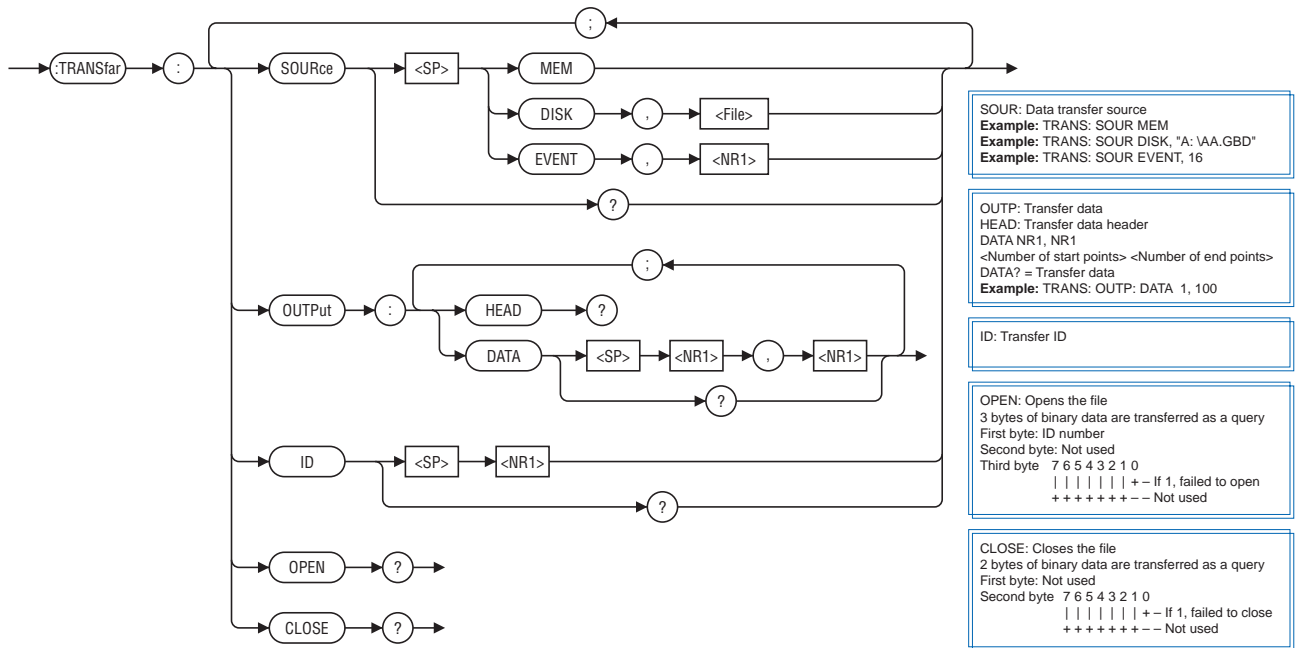 ;
:TRANSfar : SOURce <SP> MEM
DISK , <File>
EVENT , <NR1>
?
;
OUTPut : HEAD ?
DATA <SP> <NR1> , <NR1>
?
ID <SP> <NR1>
?
OPEN ?
CLOSE ?
SOUR: Data transfer source
Example: TRANS: SOUR MEM
Example: TRANS: SOUR DISK, "A: \AA.GBD"
Example: TRANS: SOUR EVENT, 16
OUTP: Transfer data
HEAD: Transfer data header
DATA NR1, NR1
<Number of start points> <Number of end points>
DATA? = Transfer data
Example: TRANS: OUTP: DATA 1, 100
ID: Transfer ID
OPEN: Opens the file
3 bytes of binary data are transferred as a query
First byte: ID number
Second byte: Not used
Third byte 7 6 5 4 3 2 1 0
| | | | | | | + – If 1, failed to open
+ + + + + + + – – Not used
CLOSE: Closes the file
2 bytes of binary data are transferred as a query
First byte: Not used
Second byte 7 6 5 4 3 2 1 0
| | | | | | | + – If 1, failed to close
+ + + + + + + – – Not used